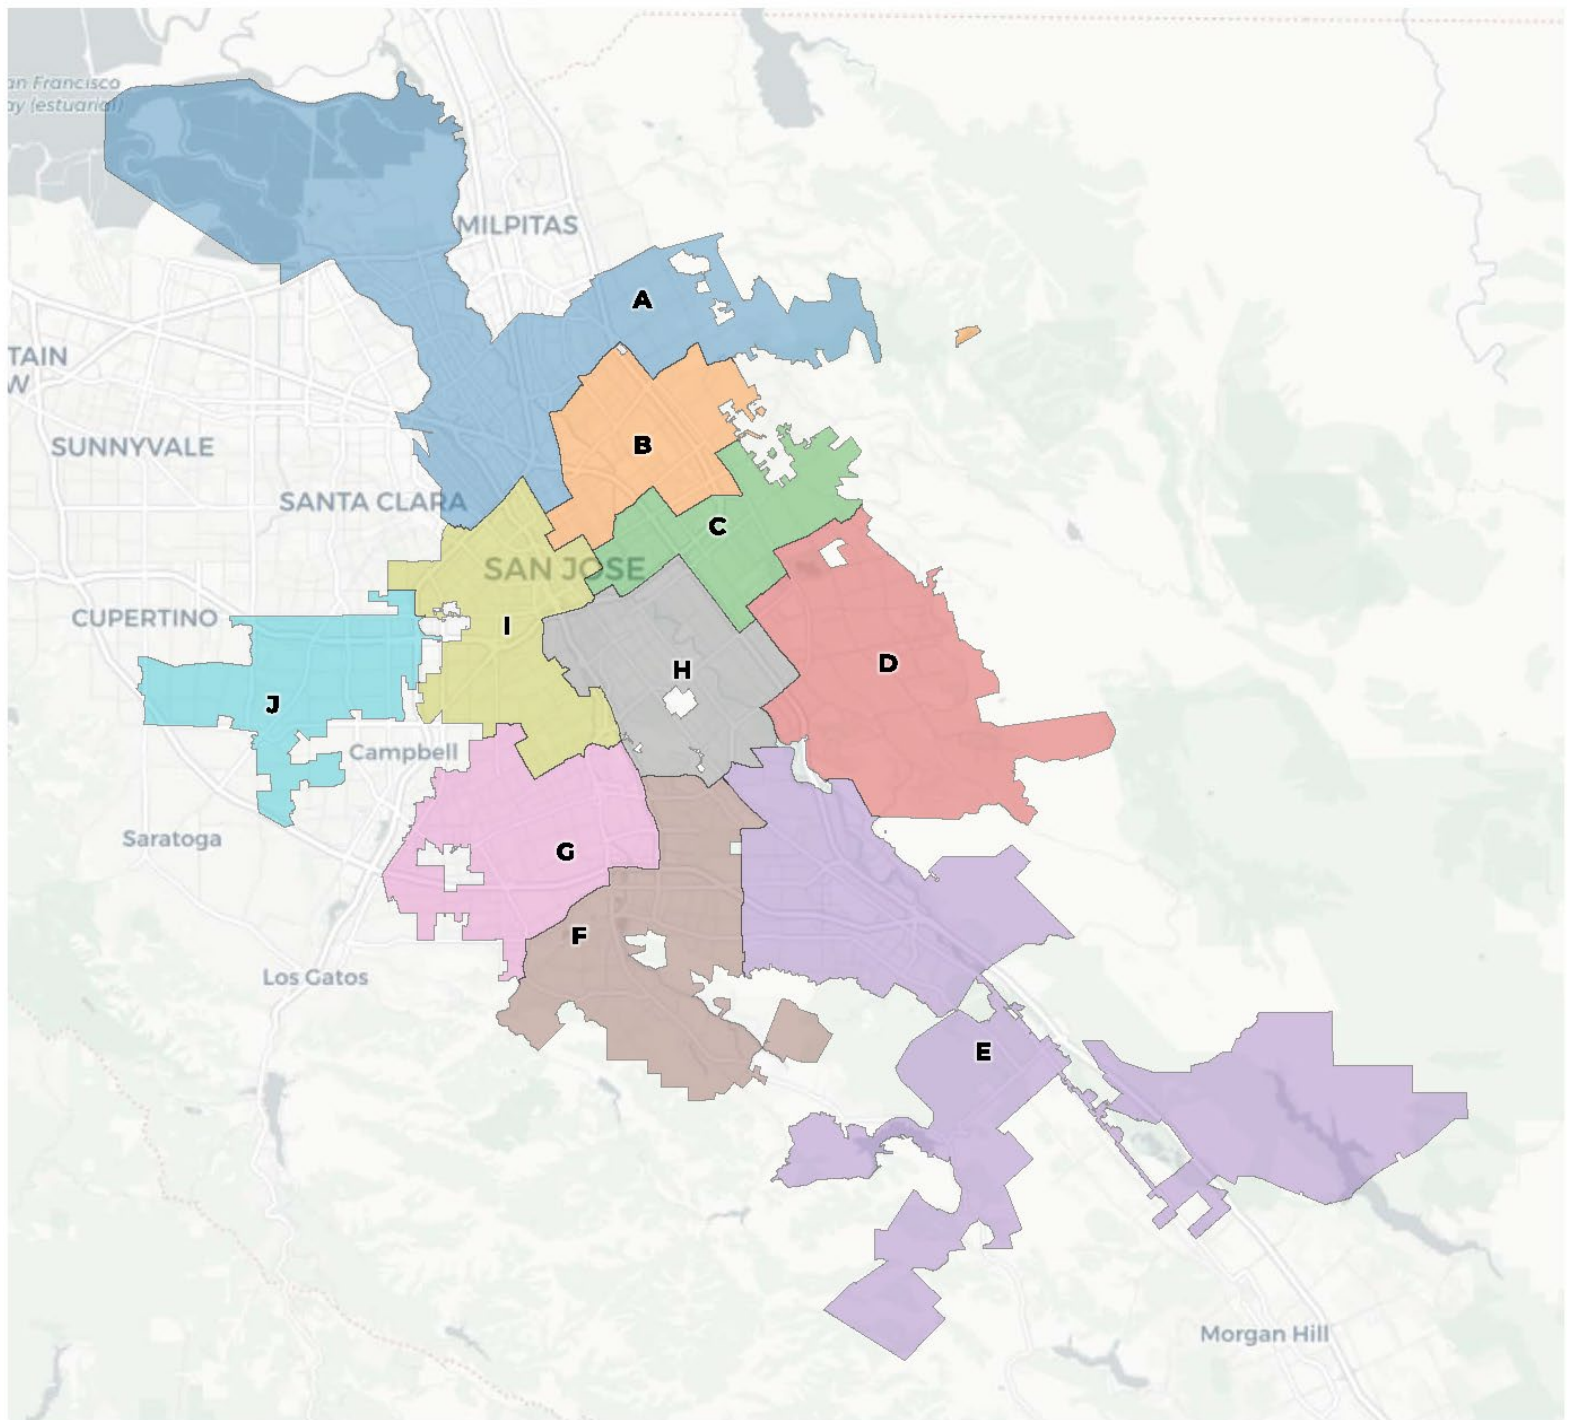 an Francisco
ay (estuarial)
MILPITAS
A
TAIN
W
B
SUNNYVALE
SANTA CLARA
C
SAN JOSE
CUPERTINO
I
H
D
J
Campbell
Saratoga
G
F
Los Gatos
E
Morgan Hill